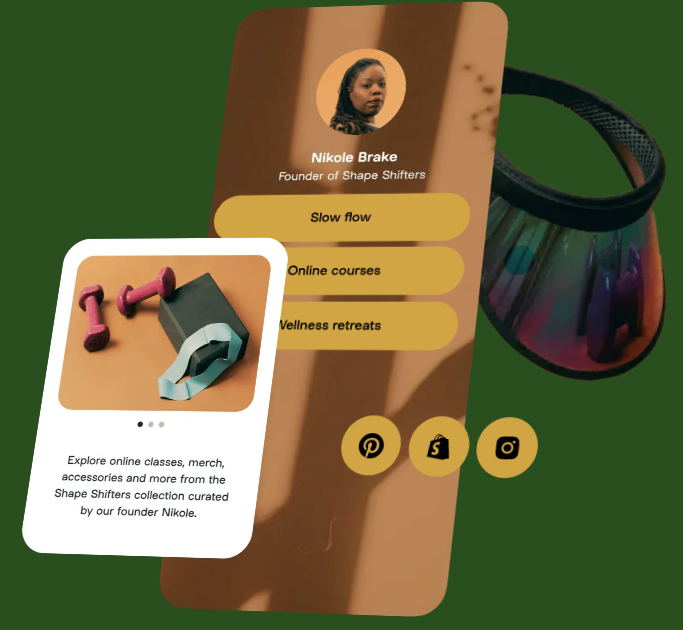 Nikole Brake
Founder of Shape Shifters
Slow flow
Online courses
Wellness retreats
Explore online classes, merch,
accessories and more from the
Shape Shifters collection curated
by our founder Nikole.